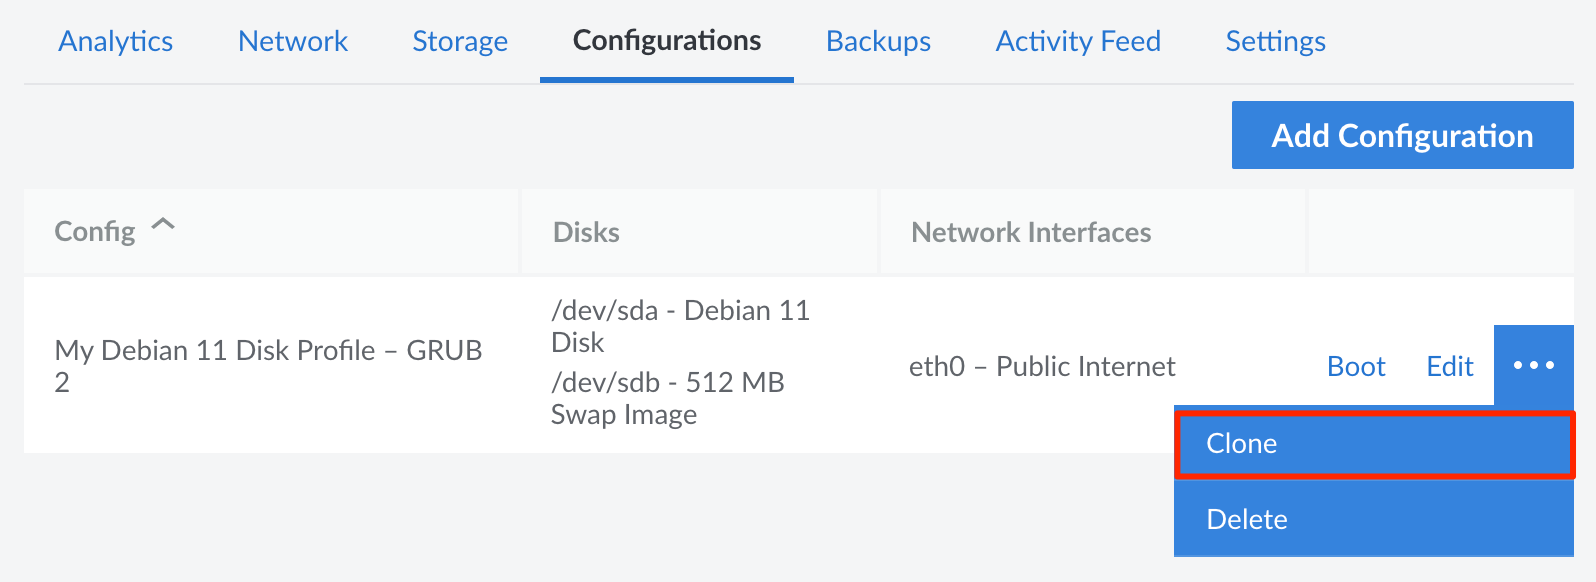 Analytics Network Storage Configurations Backups Activity Feed Settings
Add Configuration
Config Disks Network Interfaces
My Debian 11 Disk Profile – GRUB
2
/dev/sda - Debian 11
Disk
/dev/sdb - 512 MB
Swap Image
eth0 – Public Internet
Boot Edit
Clone
Delete